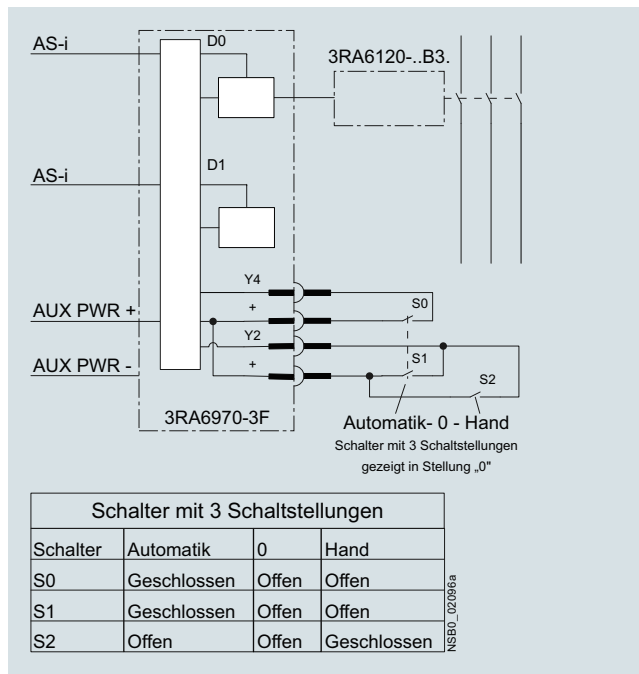 AS-i
D0
3RA6120-..B3.
AS-i
D1
Y4
AUX PWR +
+
S0
Y2
AUX PWR -
+
S1
S2
3RA6970-3F
Automatik- 0 - Hand
Schalter mit 3 Schaltstellungen
gezeigt in Stellung „0"
Schalter mit 3 Schaltstellungen
Schalter Automatik 0 Hand
S0 Geschlossen Offen Offen
S1 Geschlossen Offen Offen
S2 Offen Offen Geschlossen
NSB0_02096a